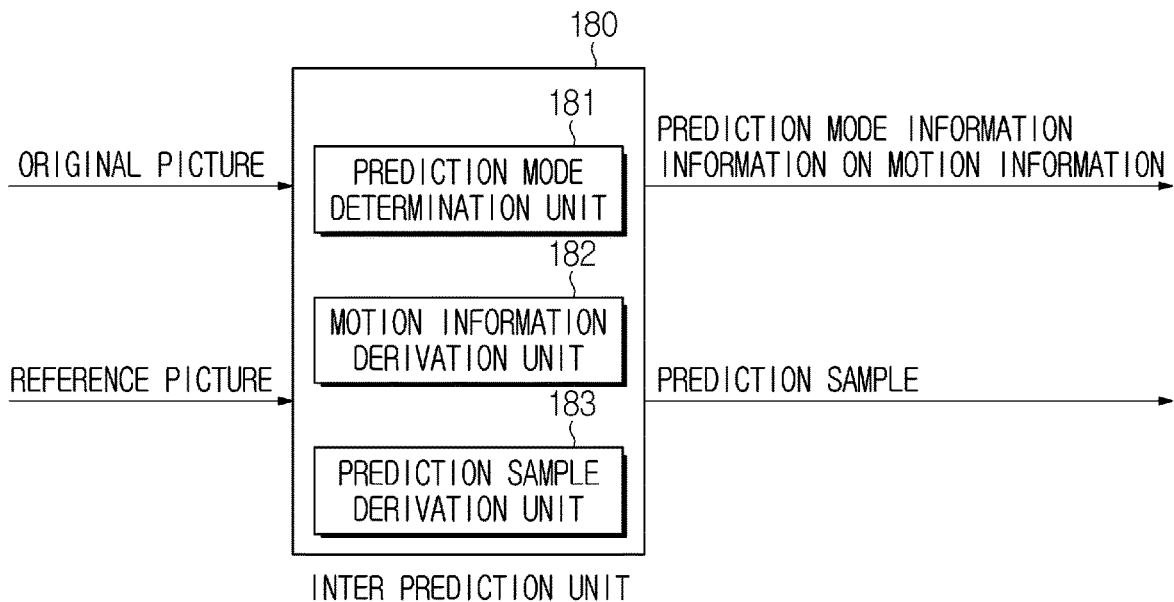 180
181
ORIGINAL PICTURE
PREDICTION MODE
DETERMINATION UNIT
PREDICTION MODE INFORMATION
INFORMATION ON MOTION INFORMATION
182
MOTION INFORMATION
DERIVATION UNIT
REFERENCE PICTURE
PREDICTION SAMPLE
183
PREDICTION SAMPLE
DERIVATION UNIT
INTER PREDICTION UNIT